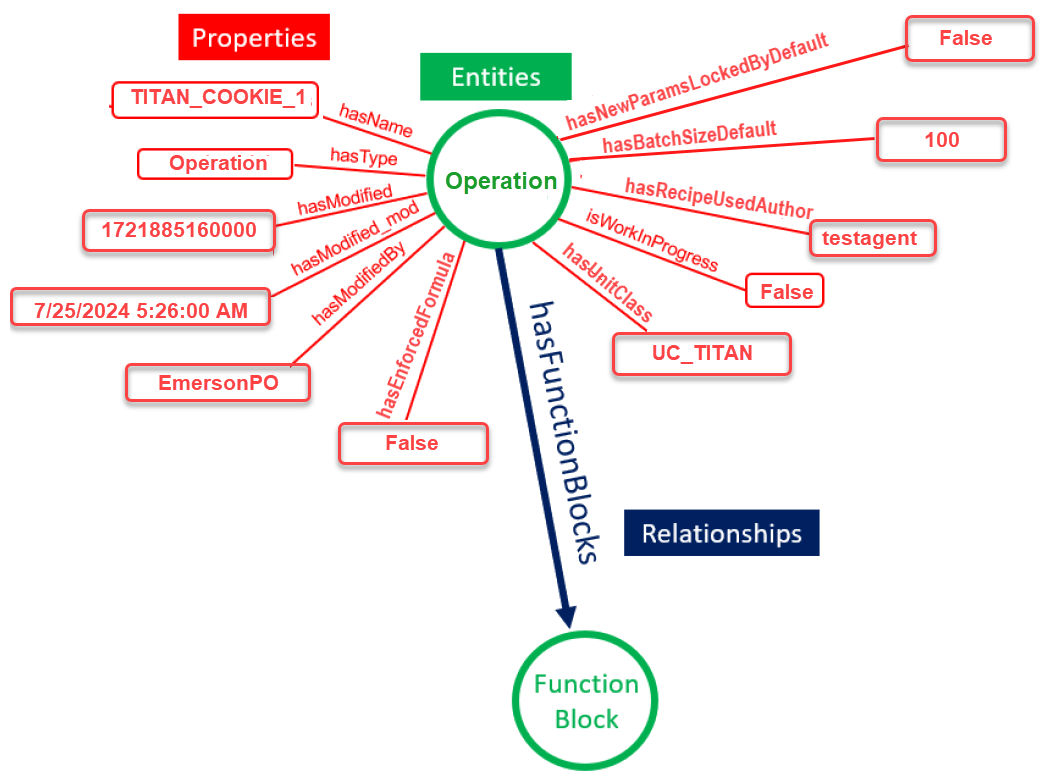 Properties
Entities
TITAN_COOKIE_1
hasName
Operation
hasType
1721885160000
hasModified
7/25/2024 5:26:00 AM
hasModified_mod
EmersonPO
hasModifiedBy
False
hasEnforcedFormula
Operation
hasNewParamsLockedByDefault
False
hasBatchSizeDefault
100
hasRecipeUsedAuthor
testagent
isWorkInProgress
False
hasUnitClass
UC_TITAN
hasFunctionBlocks
Relationships
Function
Block